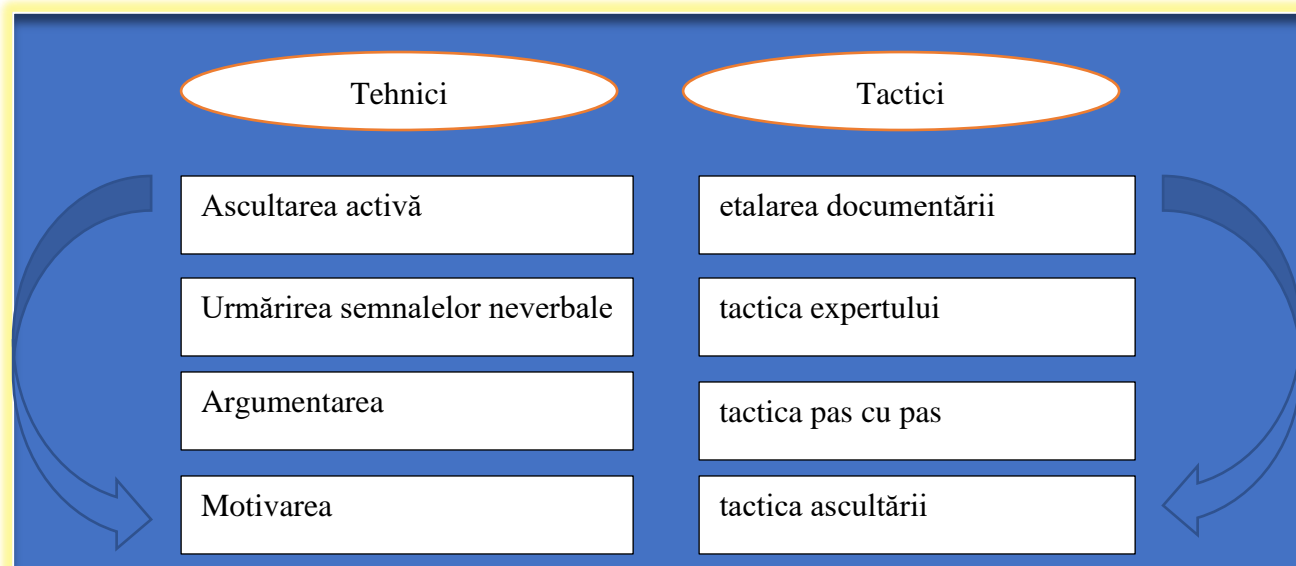 Tehnici
Tactici
Ascultarea activă
etalarea documentării
Urmărirea semnalelor neverbale
tactica expertului
Argumentarea
tactica pas cu pas
Motivarea
tactica ascultării